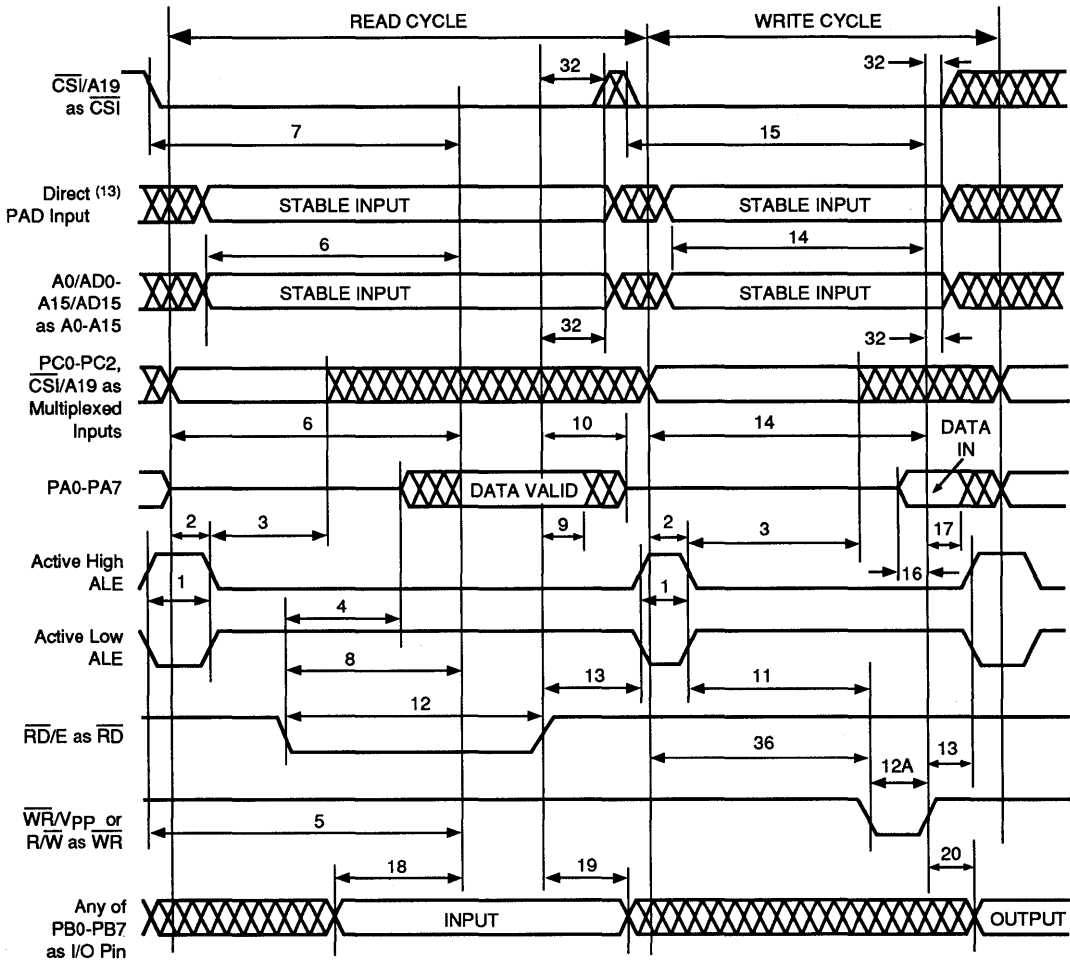 READ CYCLE WRITE CYCLE
32 32
CSI/A19
as CSI
7 15
Direct (13)
PAD Input
STABLE INPUT STABLE INPUT
6 14
A0/AD0-
A15/AD15
as A0-A15
STABLE INPUT STABLE INPUT
32 32
PC0-PC2,
CSI/A19 as
Multiplexed
Inputs
6 10 14
DATA
IN
PA0-PA7
DATA VALID
2 3 9 2 3 17
Active High
ALE
1 1 16
4
Active Low
ALE
8 13 11
12
RD/E as RD
36 12A 13
WR/VPP or
R/W as WR
5
18 19 20
Any of
PB0-PB7
as I/O Pin
INPUT OUTPUT